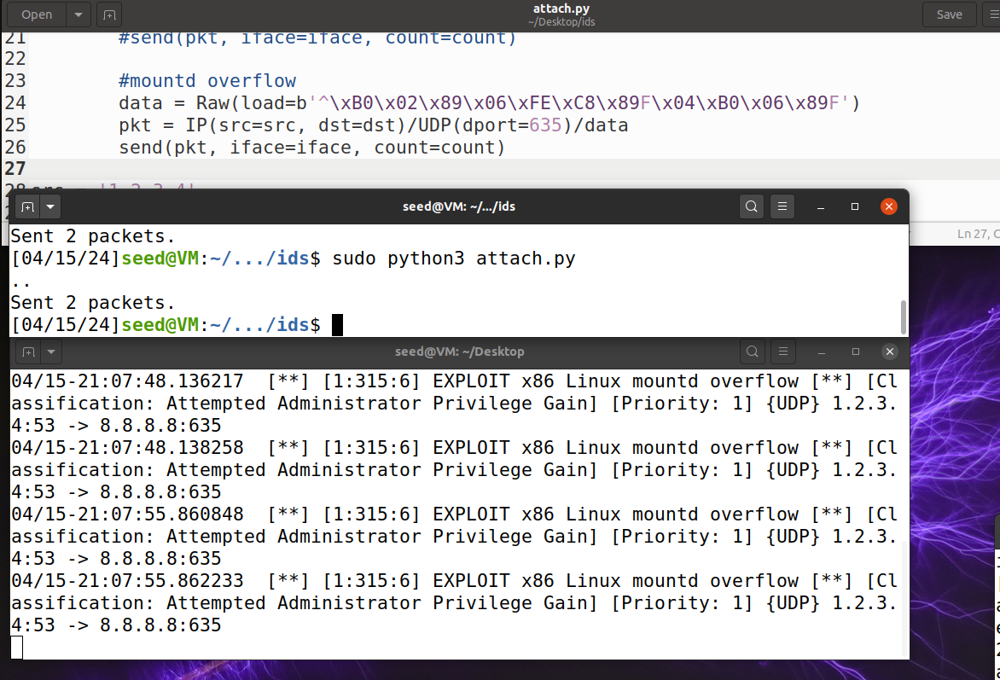 Open
attach.py
~/Desktop/ids
Save
21 #send(pkt, iface=iface, count=count)
22
23 #mountd overflow
24 data = Raw(load=b'^\xB0\x02\x89\x06\xFE\xC8\x89F\x04\xB0\x06\x89F')
25 pkt = IP(src=src, dst=dst)/UDP(dport=635)/data
26 send(pkt, iface=iface, count=count)
27
28 src = '1.2.3.4'
Ln 27, C
seed@VM: ~/.../ids
Sent 2 packets.
[04/15/24]seed@VM:~/.../ids$ sudo python3 attach.py
..
Sent 2 packets.
[04/15/24]seed@VM:~/.../ids$
seed@VM: ~/Desktop
04/15-21:07:48.136217  [**] [1:315:6] EXPLOIT x86 Linux mountd overflow [**] [Cl
assification: Attempted Administrator Privilege Gain] [Priority: 1] {UDP} 1.2.3.
4:53 -> 8.8.8.8:635
04/15-21:07:48.138258  [**] [1:315:6] EXPLOIT x86 Linux mountd overflow [**] [Cl
assification: Attempted Administrator Privilege Gain] [Priority: 1] {UDP} 1.2.3.
4:53 -> 8.8.8.8:635
04/15-21:07:55.860848  [**] [1:315:6] EXPLOIT x86 Linux mountd overflow [**] [Cl
assification: Attempted Administrator Privilege Gain] [Priority: 1] {UDP} 1.2.3.
4:53 -> 8.8.8.8:635
04/15-21:07:55.862233  [**] [1:315:6] EXPLOIT x86 Linux mountd overflow [**] [Cl
assification: Attempted Administrator Privilege Gain] [Priority: 1] {UDP} 1.2.3.
4:53 -> 8.8.8.8:635